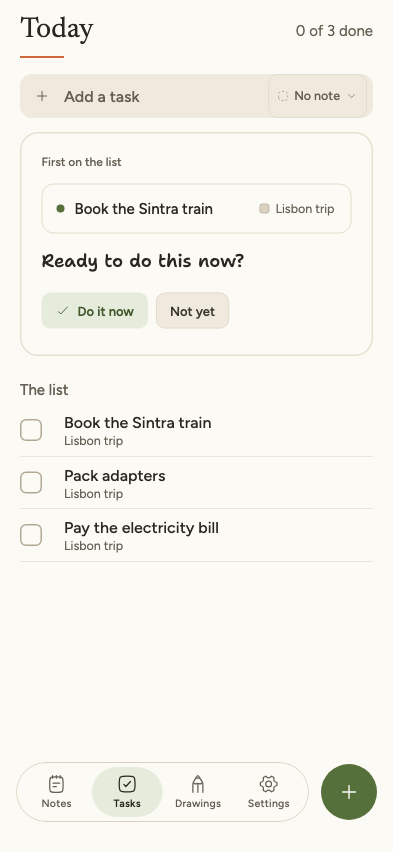 Today
0 of 3 done
Add a task
No note
First on the list
Book the Sintra train
Lisbon trip
Ready to do this now?
Do it now
Not yet
The list
Book the Sintra train
Lisbon trip
Pack adapters
Lisbon trip
Pay the electricity bill
Lisbon trip
Notes
Tasks
Drawings
Settings